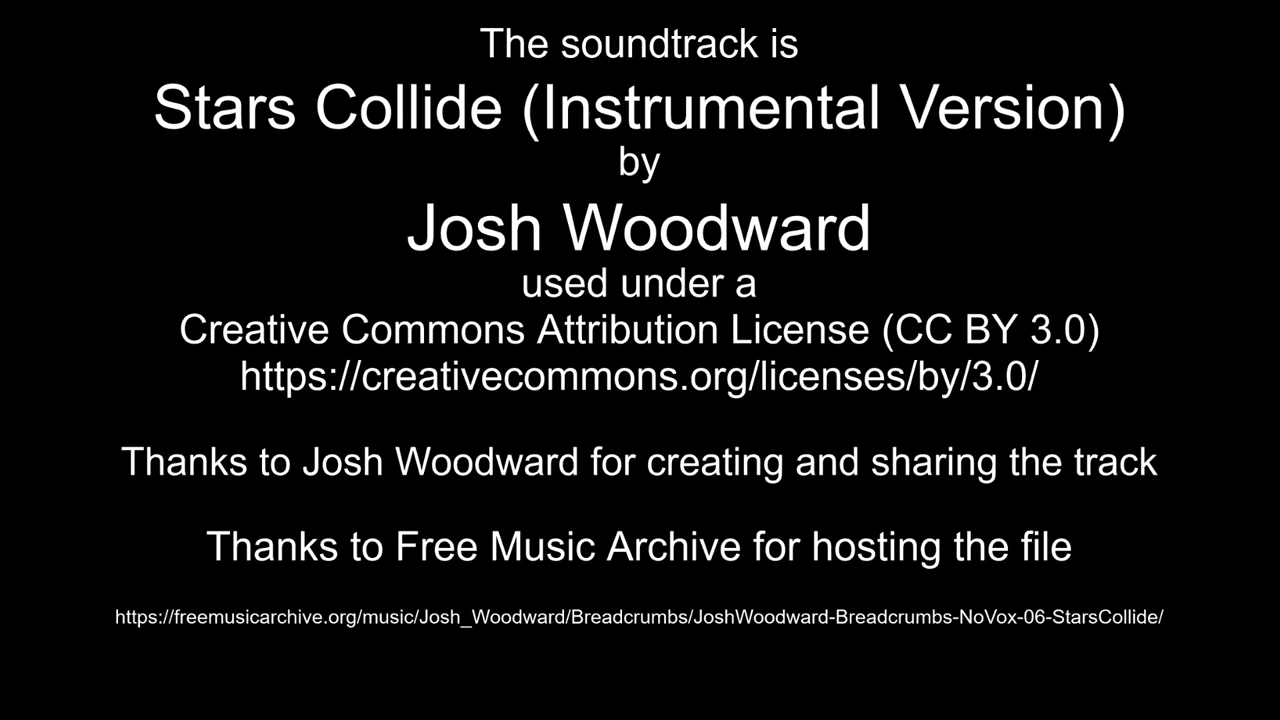 The soundtrack is
Stars Collide (Instrumental Version)
by
Josh Woodward
used under a
Creative Commons Attribution License (CC BY 3.0)
https://creativecommons.org/licenses/by/3.0/
Thanks to Josh Woodward for creating and sharing the track
Thanks to Free Music Archive for hosting the file
https://freemusicarchive.org/music/Josh_Woodward/Breadcrumbs/JoshWoodward-Breadcrumbs-NoVox-06-StarsCollide/